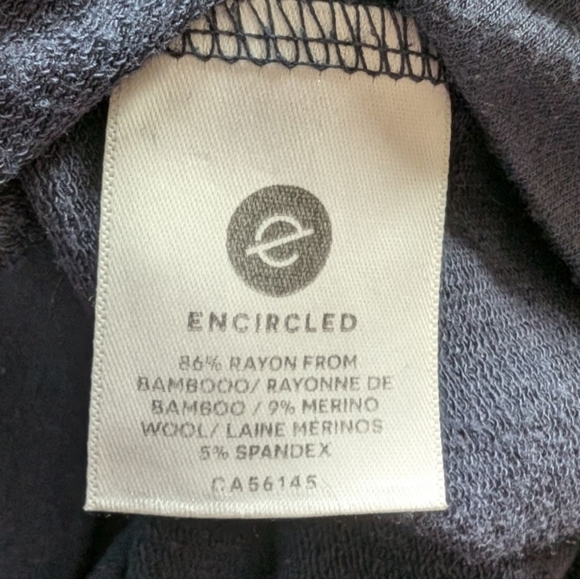 ENCIRCLED
86% RAYON FROM
BAMBOOO/ RAYONNE DE
BAMBOO / 9% MERINO
WOOL/ LAINE MERINOS
5% SPANDEX
CA56145